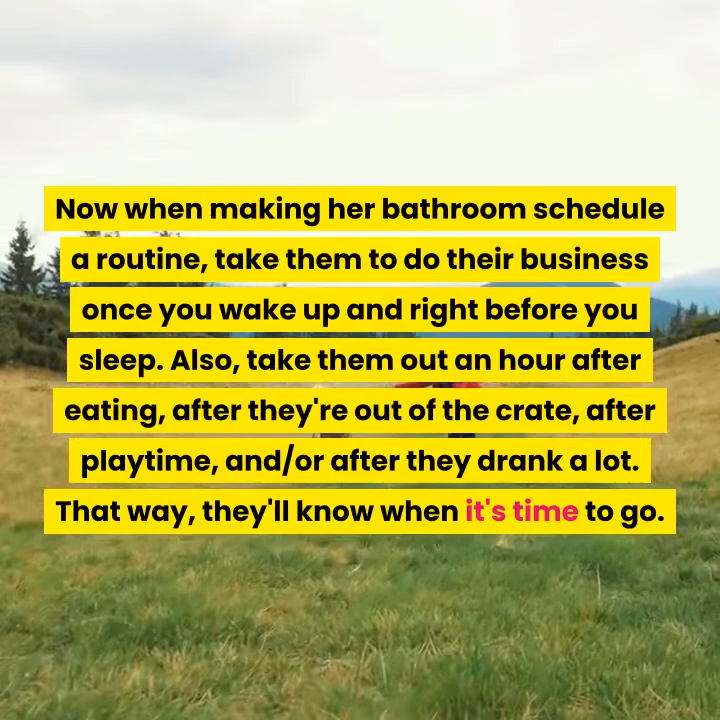 Now when making her bathroom schedule
a routine, take them to do their business
once you wake up and right before you
sleep. Also, take them out an hour after
eating, after they're out of the crate, after
playtime, and/or after they drank a lot.
That way, they'll know when it's time to go.